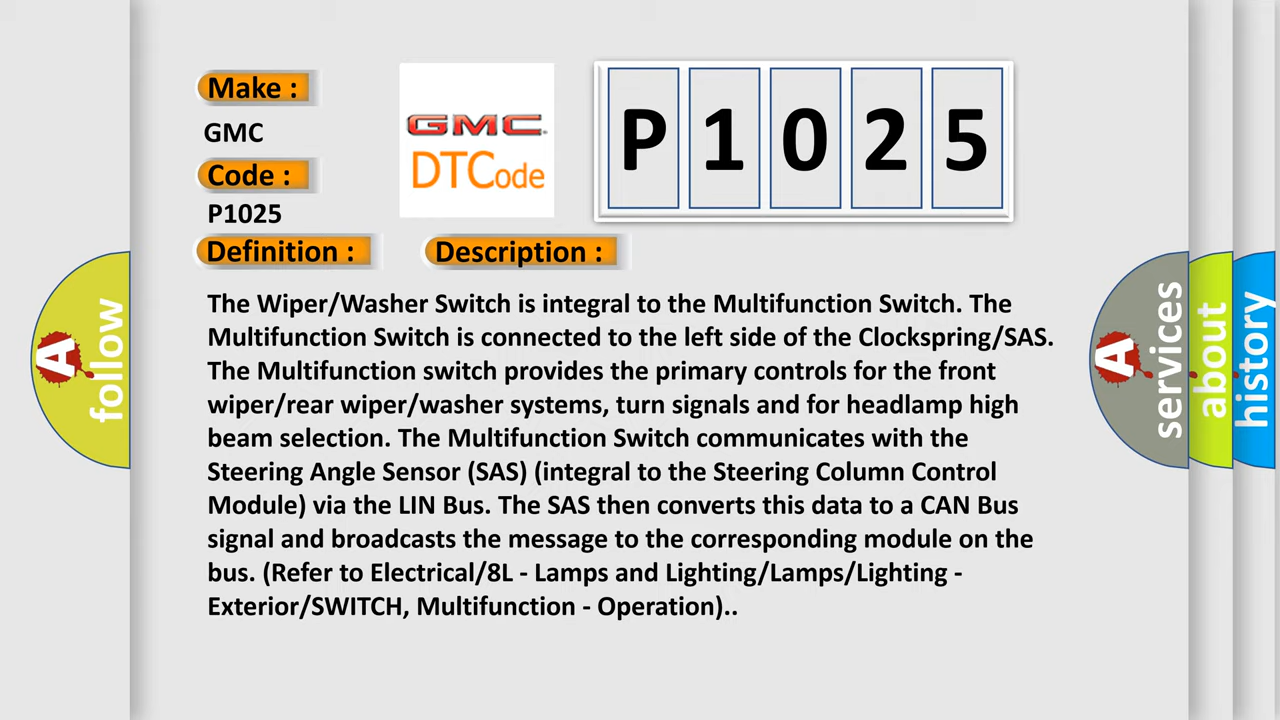 Make :
GMC
Code :
P1025
Definition :
Description :
GMC
DTCode
P1025
The Wiper/Washer Switch is integral to the Multifunction Switch. The
Multifunction Switch is connected to the left side of the Clockspring/SAS.
The Multifunction switch provides the primary controls for the front
wiper/rear wiper/washer systems, turn signals and for headlamp high
beam selection. The Multifunction Switch communicates with the
Steering Angle Sensor (SAS) (integral to the Steering Column Control
Module) via the LIN Bus. The SAS then converts this data to a CAN Bus
signal and broadcasts the message to the corresponding module on the
bus. (Refer to Electrical/8L - Lamps and Lighting/Lamps/Lighting -
Exterior/SWITCH, Multifunction - Operation)..
A
follow
A
services
about
history